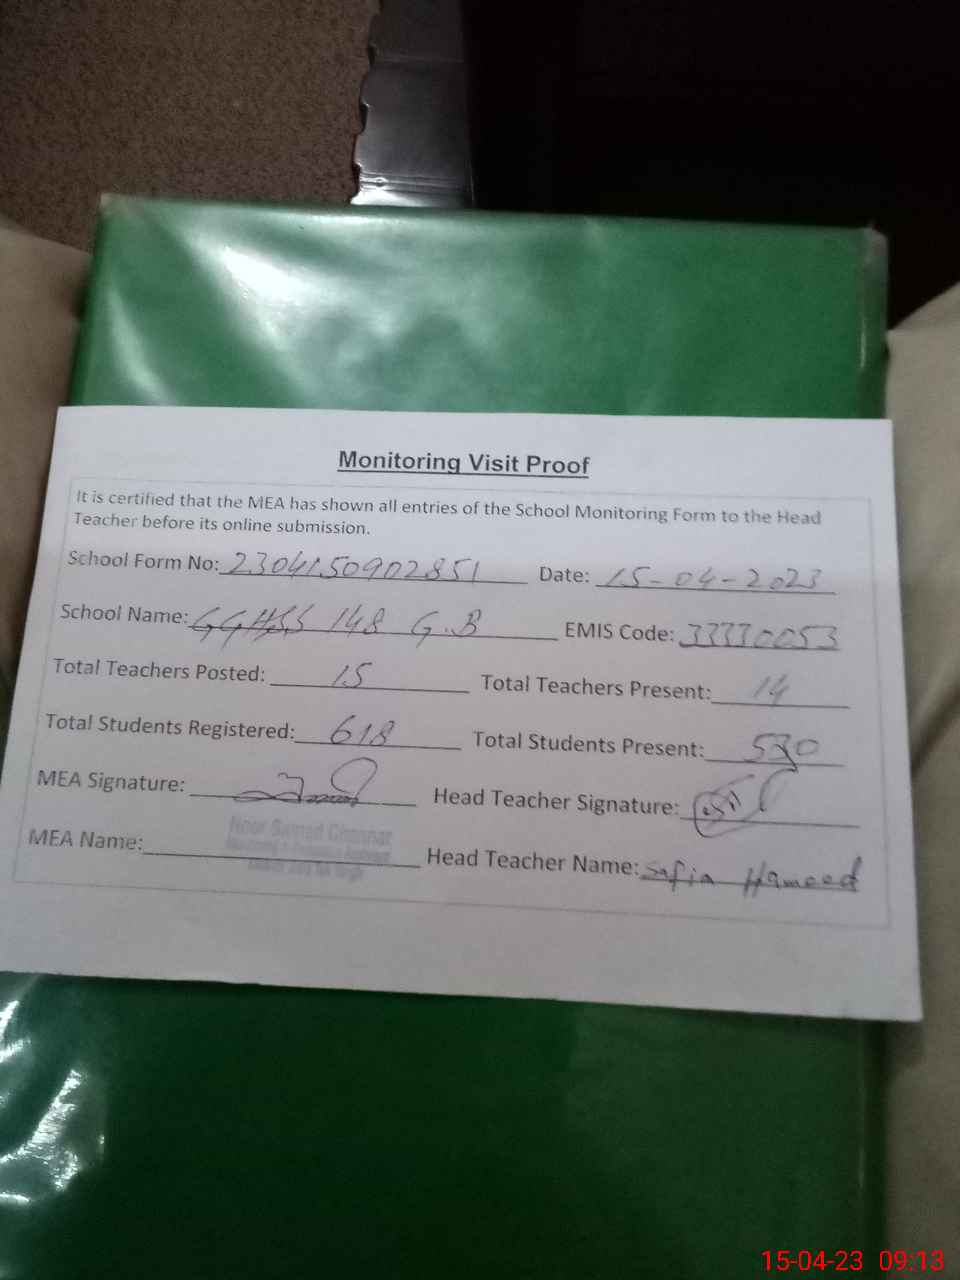 Monitoring Visit Proof
It is certified that the MEA has shown all entries of the School Monitoring Form to the Head
Teacher before its online submission.
School Form No: 2304150902851 Date: 15-04-2023
School Name: GGHSS 148 G.B EMIS Code: 33330053
Total Teachers Posted: 15 Total Teachers Present: 14
Total Students Registered: 618 Total Students Present: 530
MEA Signature: Head Teacher Signature:
MEA Name: Head Teacher Name: Safia Hameed
15-04-23 09:13